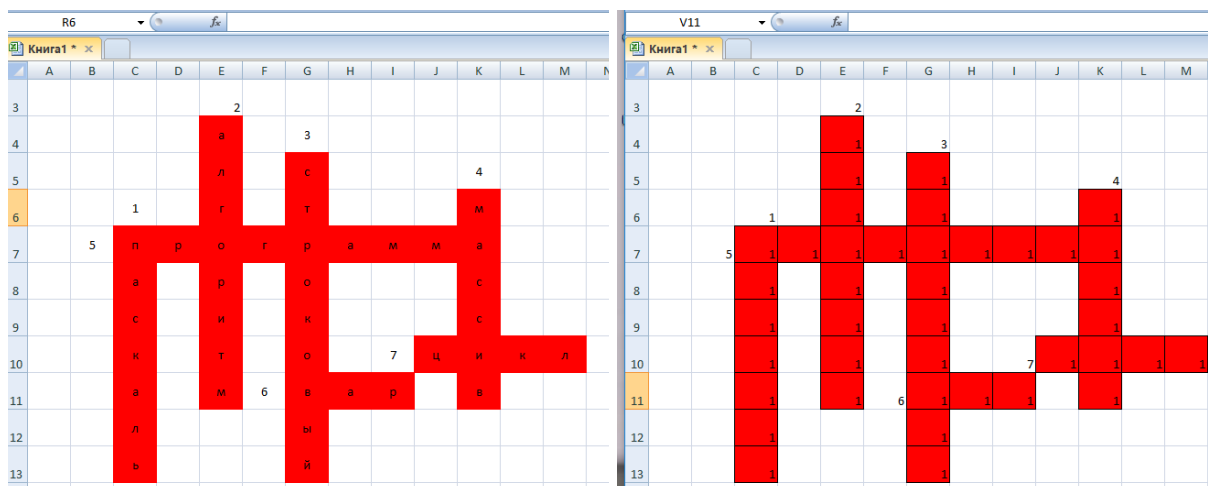 R6 fx
Книга1 *
A B C D E F G H I J K L M N
3 2
4 а 3
5 л с 4
6 1 г т м
7 5 п р о г р а м м а
8 а р о с
9 с и к с
10 к т о 7 ц и к л
11 а м 6 в а р в
12 л ы
13 ь й
V11 fx
Книга1 *
A B C D E F G H I J K L M
3 2
4 1 3
5 1 1 4
6 1 1 1 1
7 5 1 1 1 1 1 1 1 1 1
8 1 1 1 1
9 1 1 1 1
10 1 1 1 7 1 1 1 1
11 1 1 6 1 1 1 1
12 1 1
13 1 1